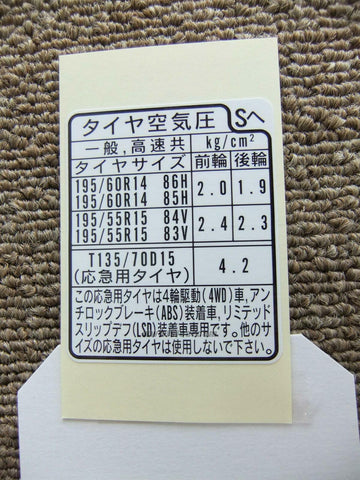 タイヤ空気圧 Sヘ
一般,高速共 kg/cm²
タイヤサイズ 前輪 後輪
195/60R14 86H 2.0 1.9
195/60R14 85H
195/55R15 84V 2.4 2.3
195/55R15 83V
T135/70D15 4.2
(応急用タイヤ)
この応急用タイヤは4輪駆動(4WD)車,アン
チロックブレーキ(ABS)装着車,リミテッド
スリップデフ(LSD)装着車専用です。他のサ
イズの応急用タイヤは使用しないで下さい。